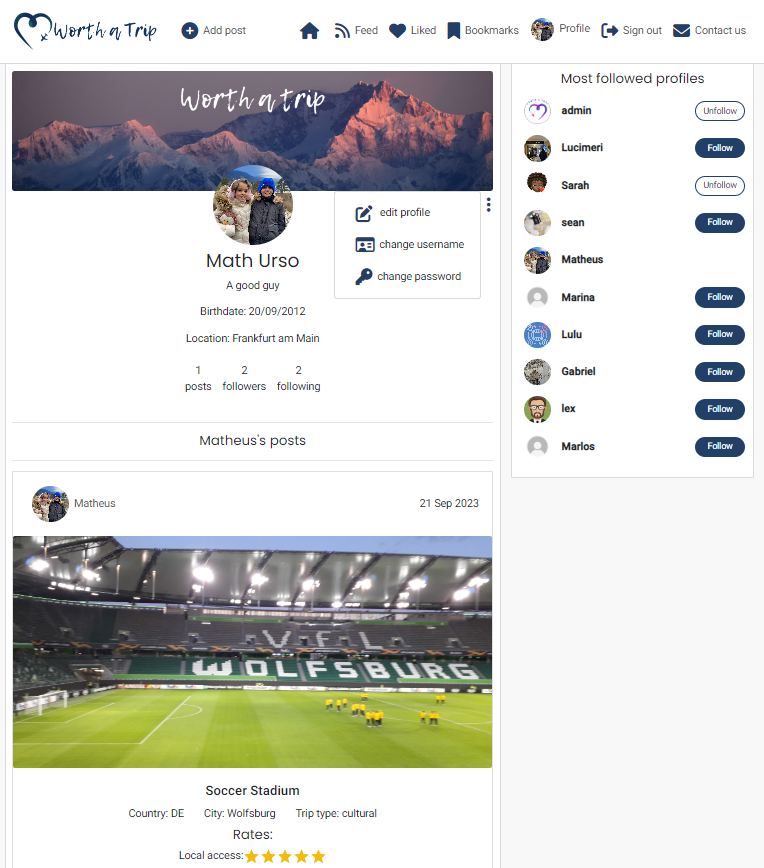 Worth a Trip
Add post
Feed
Liked
Bookmarks
Profile
Sign out
Contact us
Worth a trip
edit profile
change username
change password
Math Urso
A good guy
Birthdate: 20/09/2012
Location: Frankfurt am Main
1 2 2
posts followers following
Matheus's posts
Matheus 21 Sep 2023
VFL
WOLFSBURG
Soccer Stadium
Country: DE City: Wolfsburg Trip type: cultural
Rates:
Local access:
Most followed profiles
admin Unfollow
Lucimeri Follow
Sarah Unfollow
sean Follow
Matheus
Marina Follow
Lulu Follow
Gabriel Follow
lex Follow
Marlos Follow